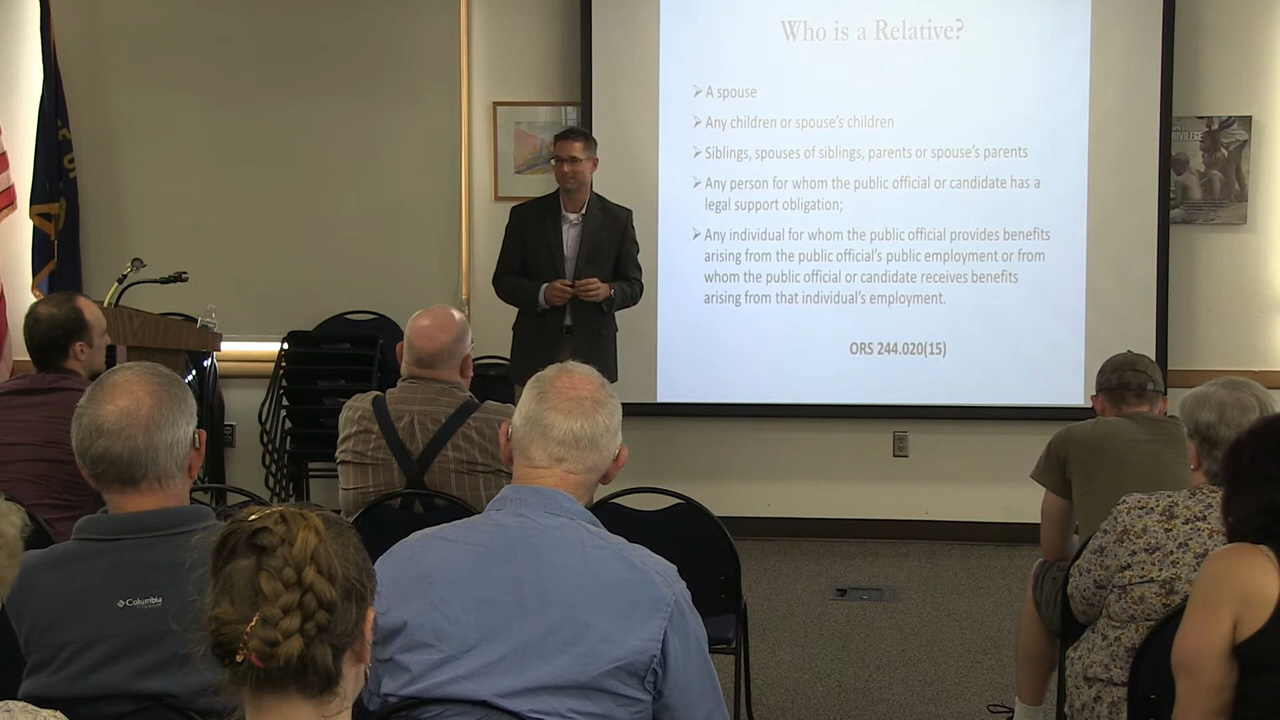 Who is a Relative?
➢ A spouse
➢ Any children or spouse's children
➢ Siblings, spouses of siblings, parents or spouse's parents
➢ Any person for whom the public official or candidate has a
legal support obligation;
➢ Any individual for whom the public official provides benefits
arising from the public official's public employment or from
whom the public official or candidate receives benefits
arising from that individual's employment.
ORS 244.020(15)
Columbia